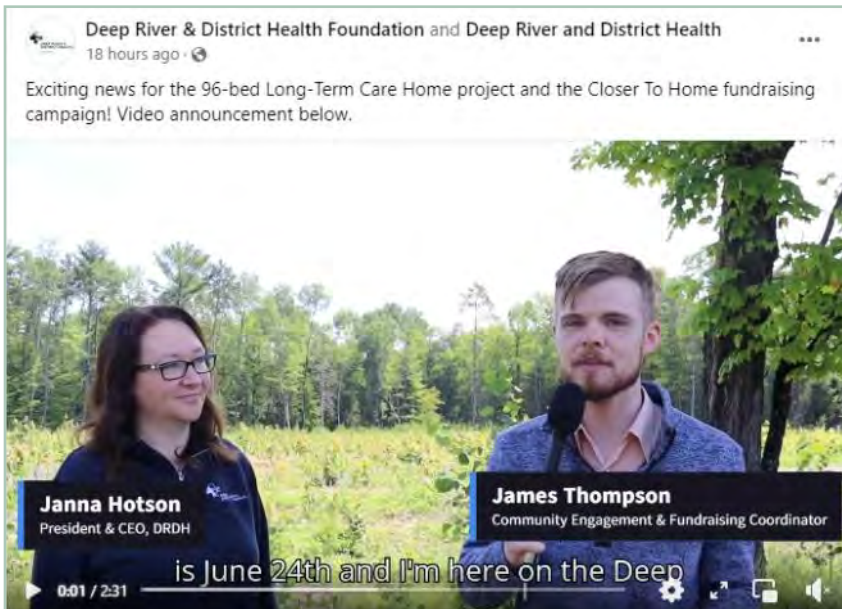 Deep River & District Health Foundation and Deep River and District Health
18 hours ago ·
Exciting news for the 96-bed Long-Term Care Home project and the Closer To Home fundraising
campaign! Video announcement below.
Janna Hotson
President & CEO, DRDH
James Thompson
Community Engagement & Fundraising Coordinator
is June 24th and I'm here on the Deep
0:01 / 2:31